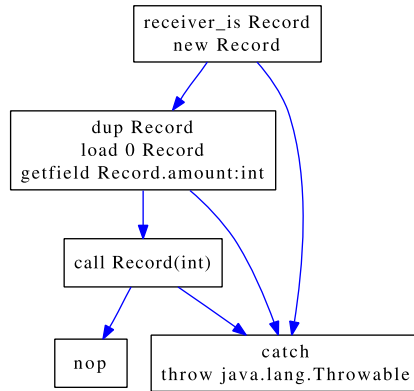 receiver_is Record
new Record
dup Record
load 0 Record
getfield Record.amount:int
call Record(int)
nop
catch
throw java.lang.Throwable